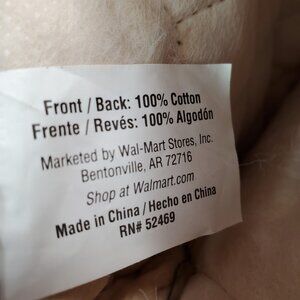 Front / Back: 100% Cotton
Frente / Revés: 100% Algodón
Marketed by Wal-Mart Stores, Inc.
Bentonville, AR 72716
Shop at Walmart.com
Made in China / Hecho en China
RN# 52469